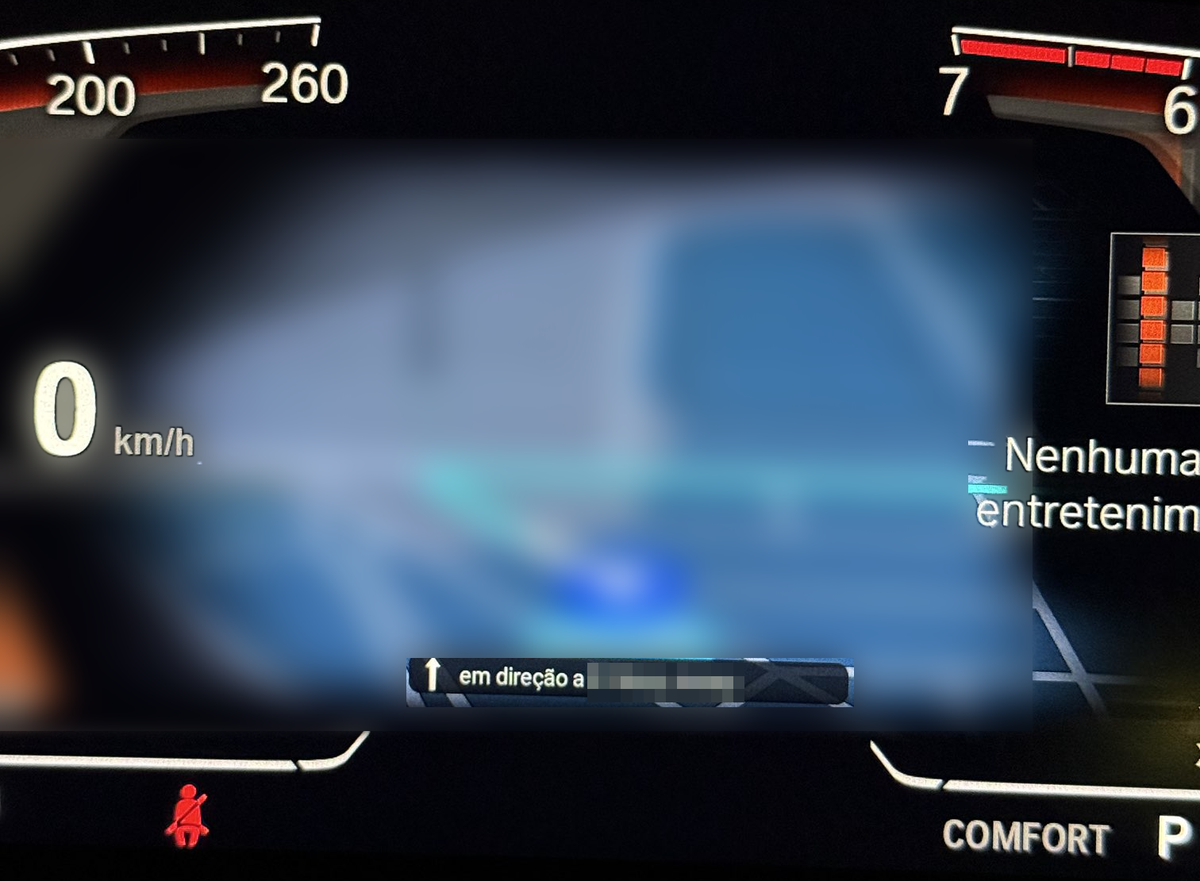 200
260
7
6
0 km/h
Nenhuma
entretenim
em direção a
COMFORT P